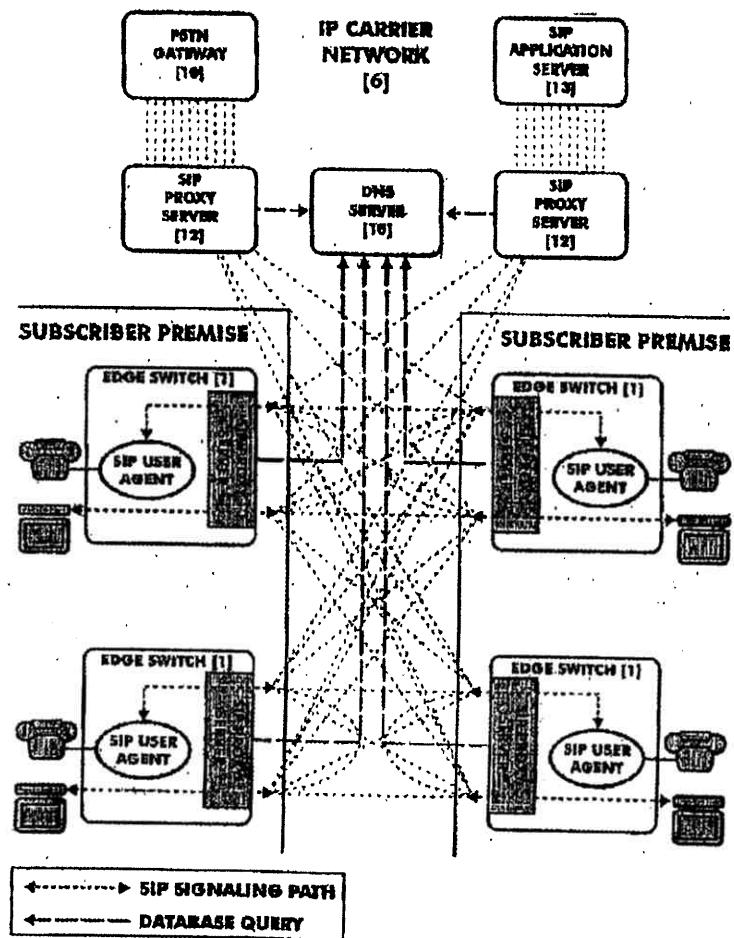 PSTN
GATEWAY
[10]
IP CARRIER
NETWORK
[6]
SIP
APPLICATION
SERVER
[13]
SIP
PROXY
SERVER
[12]
DNS
SERVER
[16]
SIP
PROXY
SERVER
[12]
SUBSCRIBER PREMISE
SUBSCRIBER PREMISE
EDGE SWITCH [1]
SIP USER
AGENT
EDGE SWITCH [1]
SIP USER
AGENT
EDGE SWITCH [1]
SIP USER
AGENT
EDGE SWITCH [1]
SIP USER
AGENT
SIP SIGNALING PATH
DATABASE QUERY